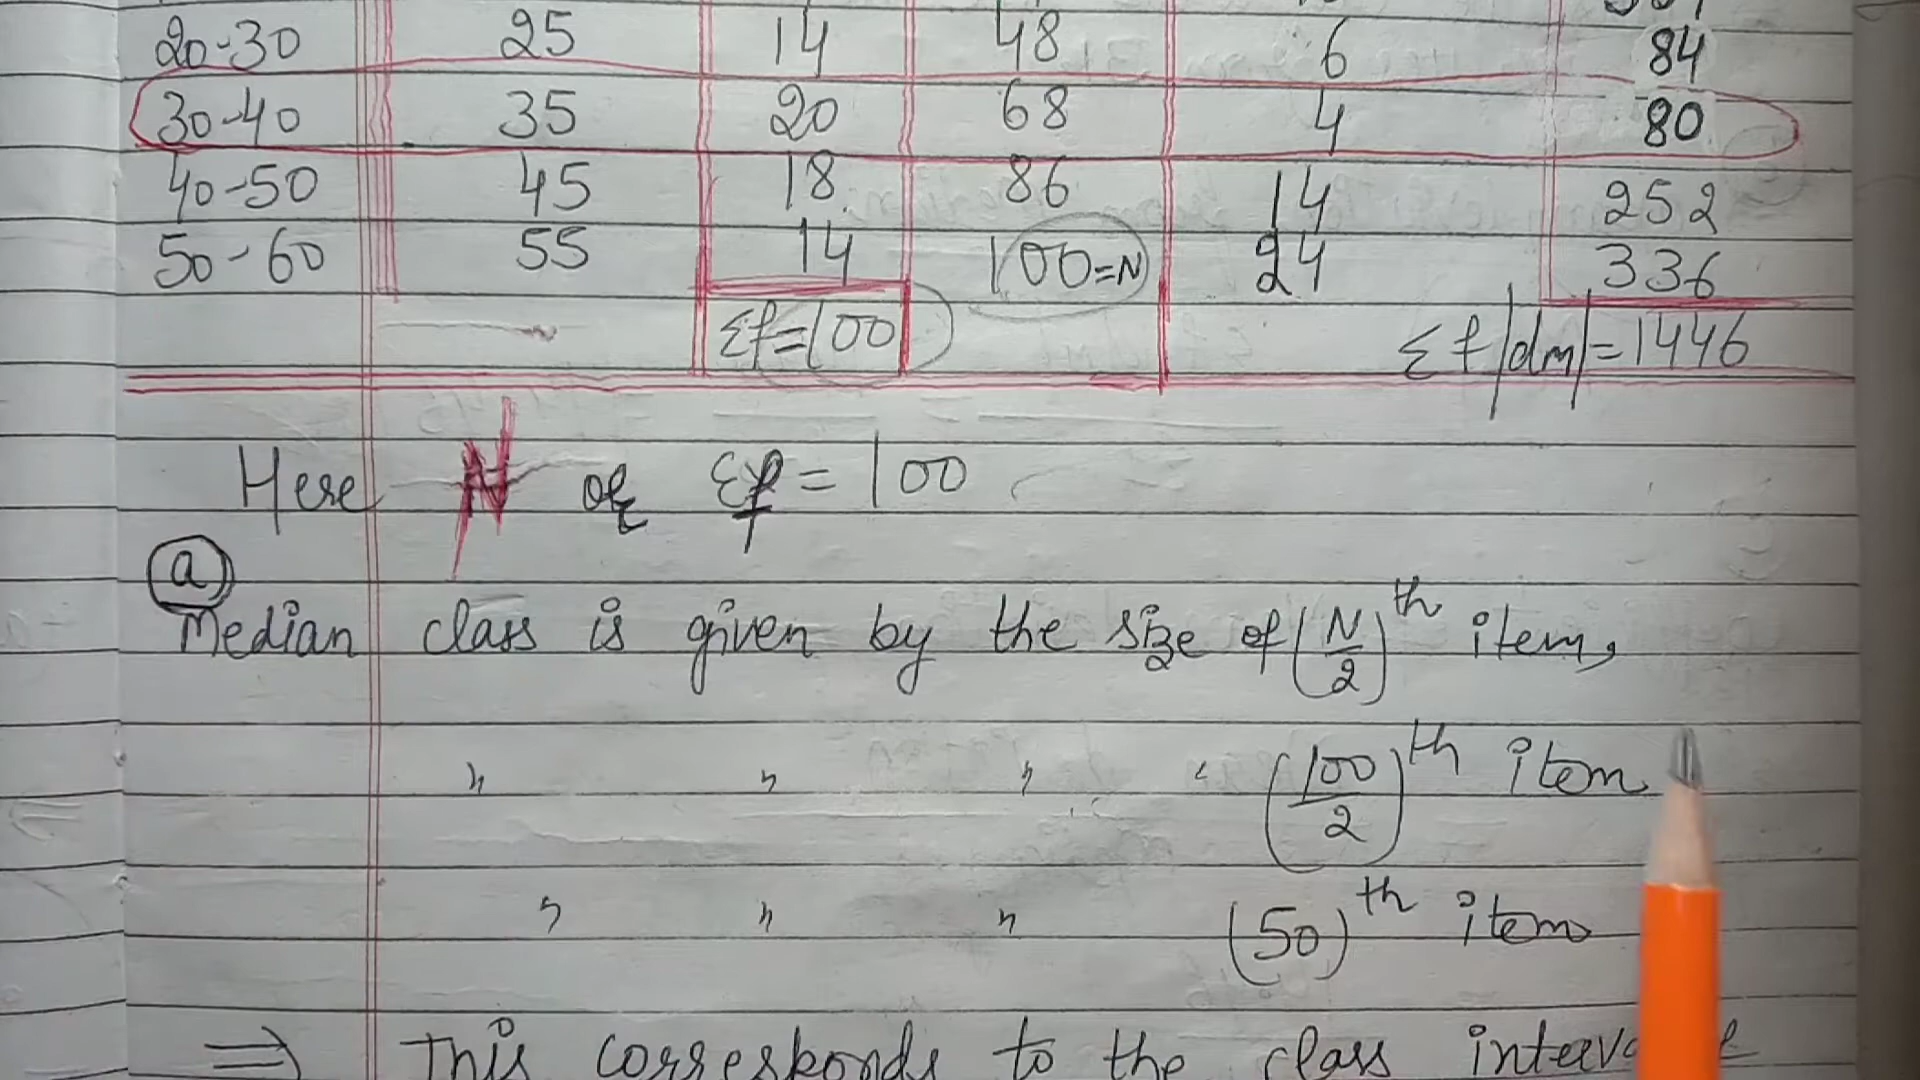 20-30 25 14 48 6 84
30-40 35 20 68 4 80
40-50 45 18 86 14 252
50-60 55 14 100=N 24 336
Σf=100 Σf|dm|=1446
Here N or Σf = 100
a
Median class is given by the size of (N/2)th item,
" " " " (100/2)th item
" " " (50)th item
⇒ This corresponds to the class